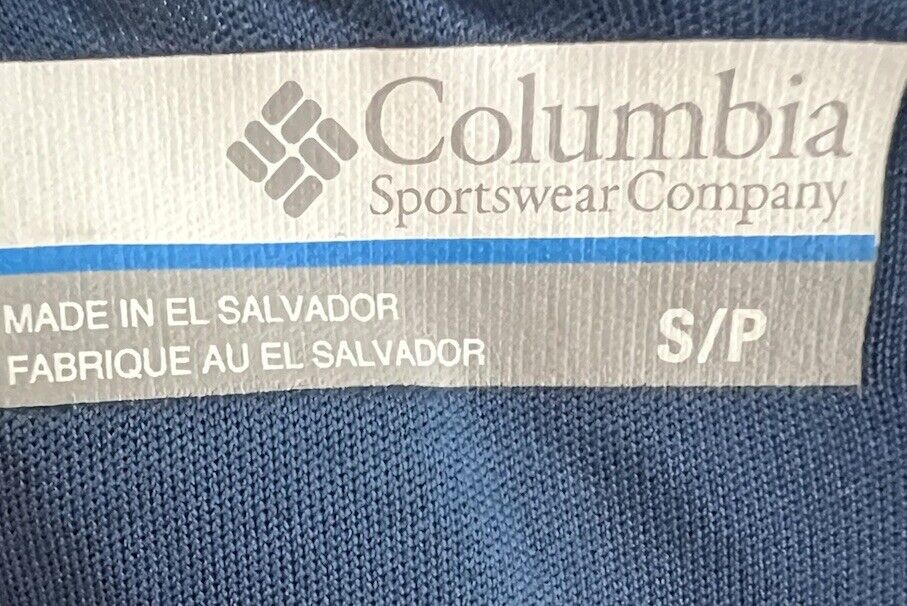 Columbia
Sportswear Company
MADE IN EL SALVADOR
FABRIQUE AU EL SALVADOR
S/P